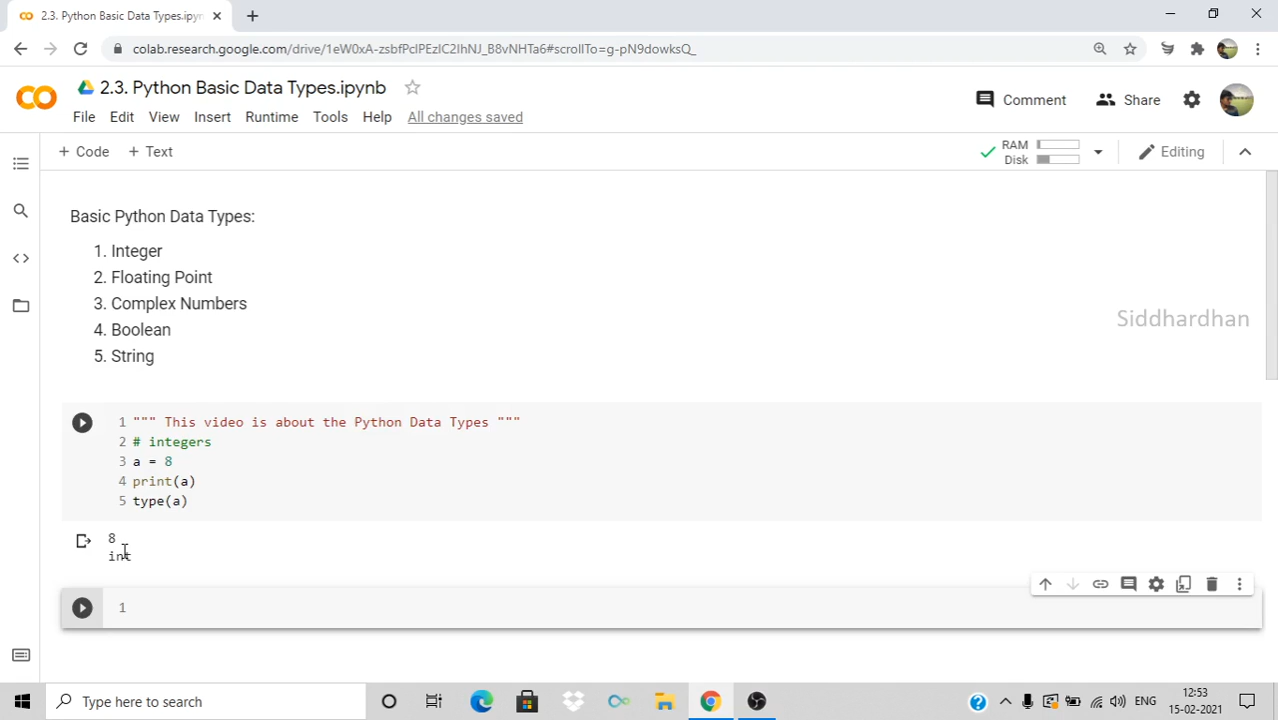 2.3. Python Basic Data Types.ipyn
colab.research.google.com/drive/1eW0xA-zsbfPclPEzIC2lhNJ_B8vNHTa6#scrollTo=g-pN9dowksQ_
2.3. Python Basic Data Types.ipynb
Comment
Share
File Edit View Insert Runtime Tools Help All changes saved
+ Code + Text
RAM
Disk
Editing
Basic Python Data Types:
1. Integer
2. Floating Point
3. Complex Numbers
4. Boolean
5. String
Siddhardhan
1 """ This video is about the Python Data Types """
2 # integers
3 a = 8
4 print(a)
5 type(a)
8
int
1
Type here to search
ENG
12:53
15-02-2021